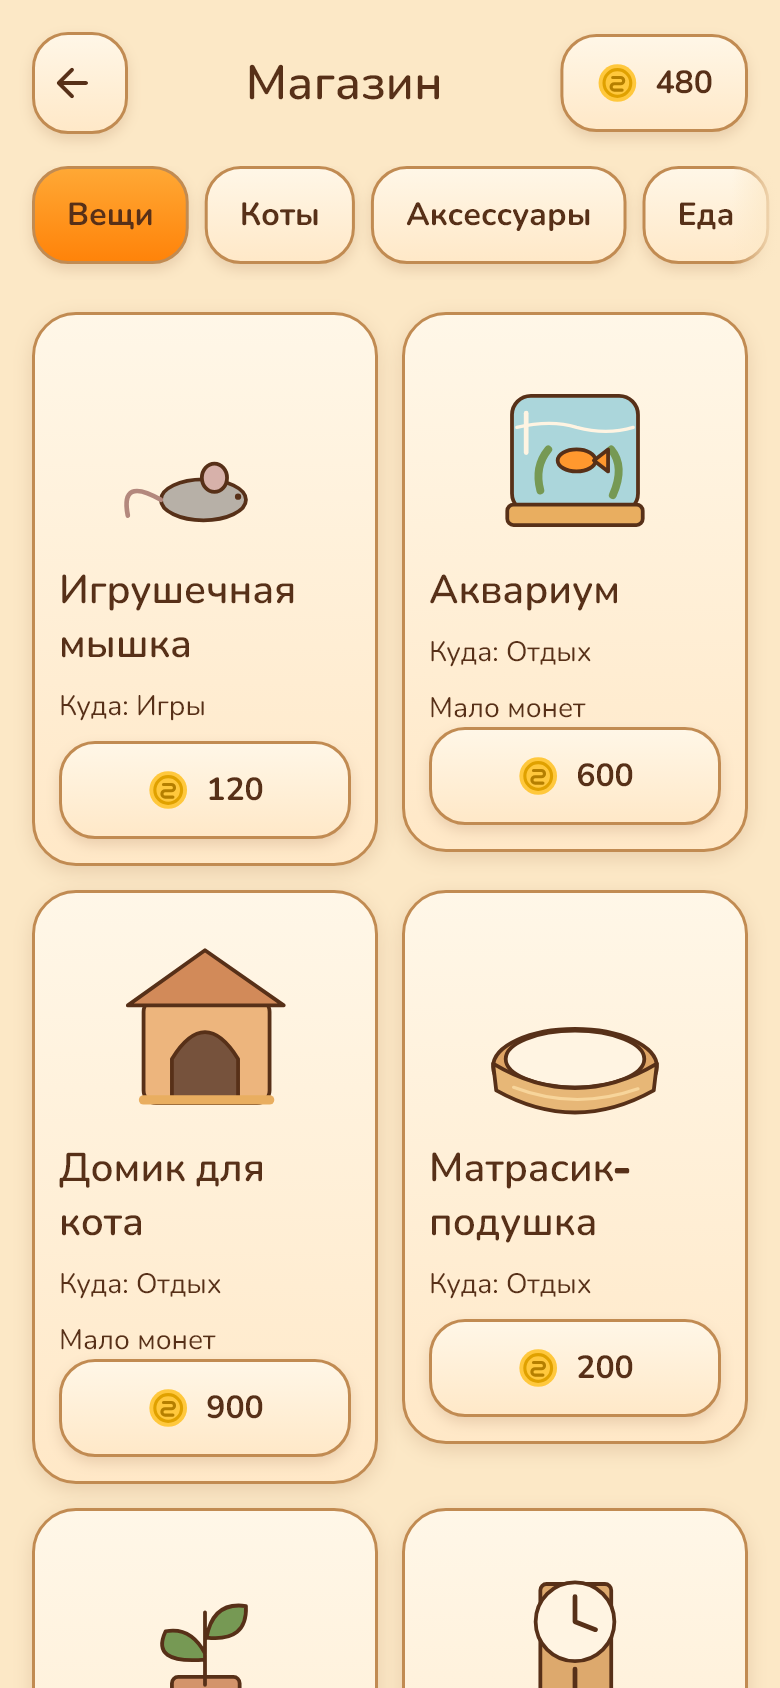 Магазин
480
Вещи
Коты
Аксессуары
Еда
Игрушечная
мышка
Куда: Игры
120
Аквариум
Куда: Отдых
Мало монет
600
Домик для
кота
Куда: Отдых
Мало монет
900
Матрасик-
подушка
Куда: Отдых
200